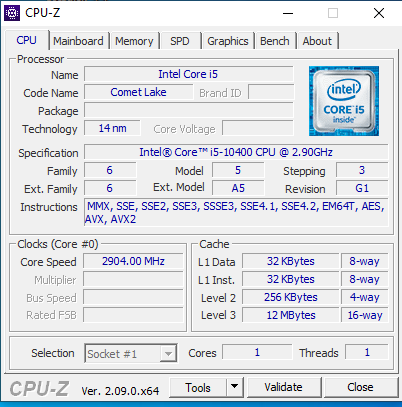 CPU-Z
CPU Mainboard Memory SPD Graphics Bench About
Processor
Name Intel Core i5
Code Name Comet Lake Brand ID
Package
Technology 14 nm Core Voltage
intel
CORE i5
inside™
Specification Intel® Core™ i5-10400 CPU @ 2.90GHz
Family 6 Model 5 Stepping 3
Ext. Family 6 Ext. Model A5 Revision G1
Instructions MMX, SSE, SSE2, SSE3, SSSE3, SSE4.1, SSE4.2, EM64T, AES,
AVX, AVX2
Clocks (Core #0)
Core Speed 2904.00 MHz
Multiplier
Bus Speed
Rated FSB
Cache
L1 Data 32 KBytes 8-way
L1 Inst. 32 KBytes 8-way
Level 2 256 KBytes 4-way
Level 3 12 MBytes 16-way
Selection Socket #1 Cores 1 Threads 1
CPU-Z Ver. 2.09.0.x64 Tools Validate Close